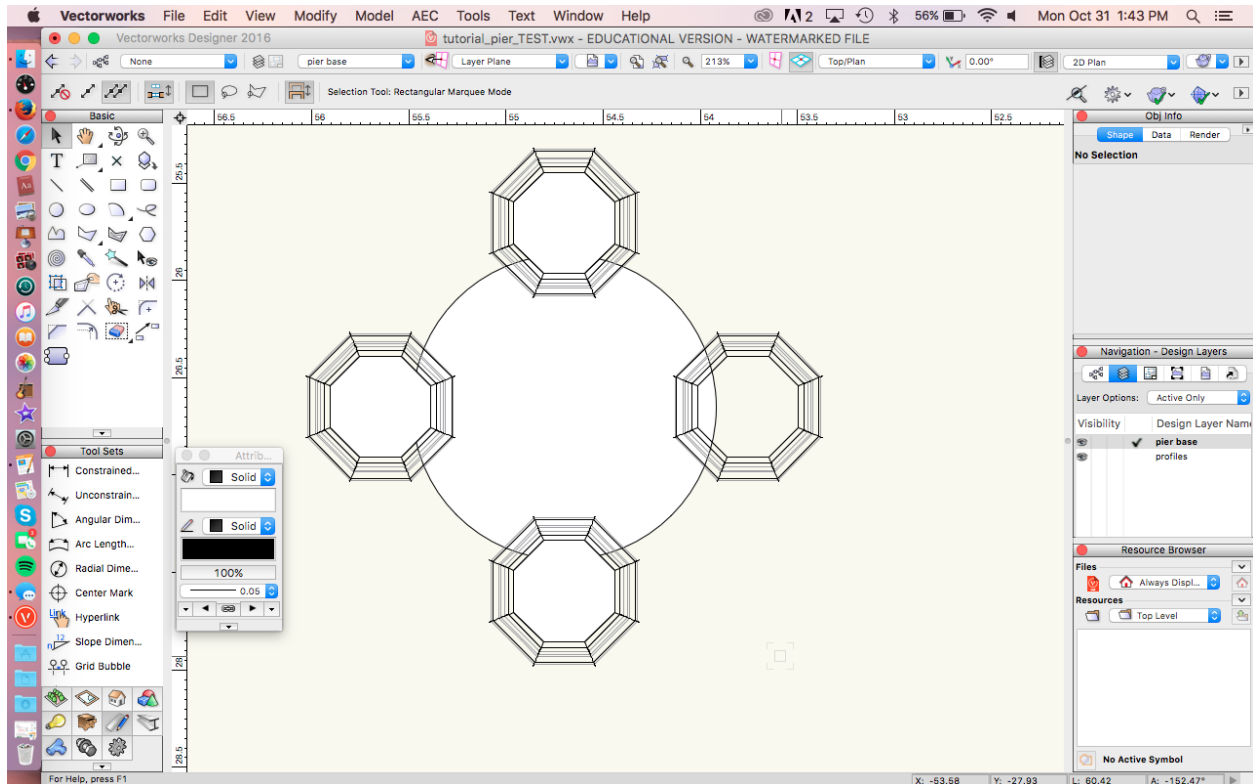 Vectorworks File Edit View Modify Model AEC Tools Text Window Help 2 56% Mon Oct 31 1:43 PM
Vectorworks Designer 2016 tutorial_pier_TEST.vwx - EDUCATIONAL VERSION - WATERMARKED FILE
None pier base Layer Plane 213% Top/Plan 0.00° 2D Plan
Selection Tool: Rectangular Marquee Mode
Basic
56.5 56 55.5 55 54.5 54 53.5 53 52.5
Obj Info
Shape Data Render
No Selection
25.5
26
26.5
28
28.5
Navigation - Design Layers
Layer Options: Active Only
Visibility Design Layer Name
pier base
profiles
Tool Sets
Constrained...
Unconstrain...
Angular Dim...
Arc Length...
Radial Dime...
Center Mark
Hyperlink
Slope Dimen...
Grid Bubble
Attrib...
Solid
Solid
100%
0.05
Resource Browser
Files
Always Displ...
Resources
Top Level
No Active Symbol
For Help, press F1
X: -53.58 Y: -27.93 L: 60.42 A: -152.47°